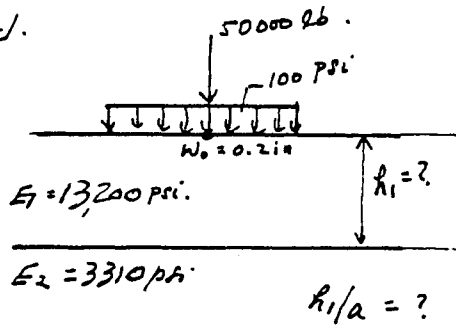 50000 lb.
100 psi
W₀ = 0.2 in
h₁ = ?
E₁ = 13,200 psi.
E₂ = 3310 psi
h₁/a = ?